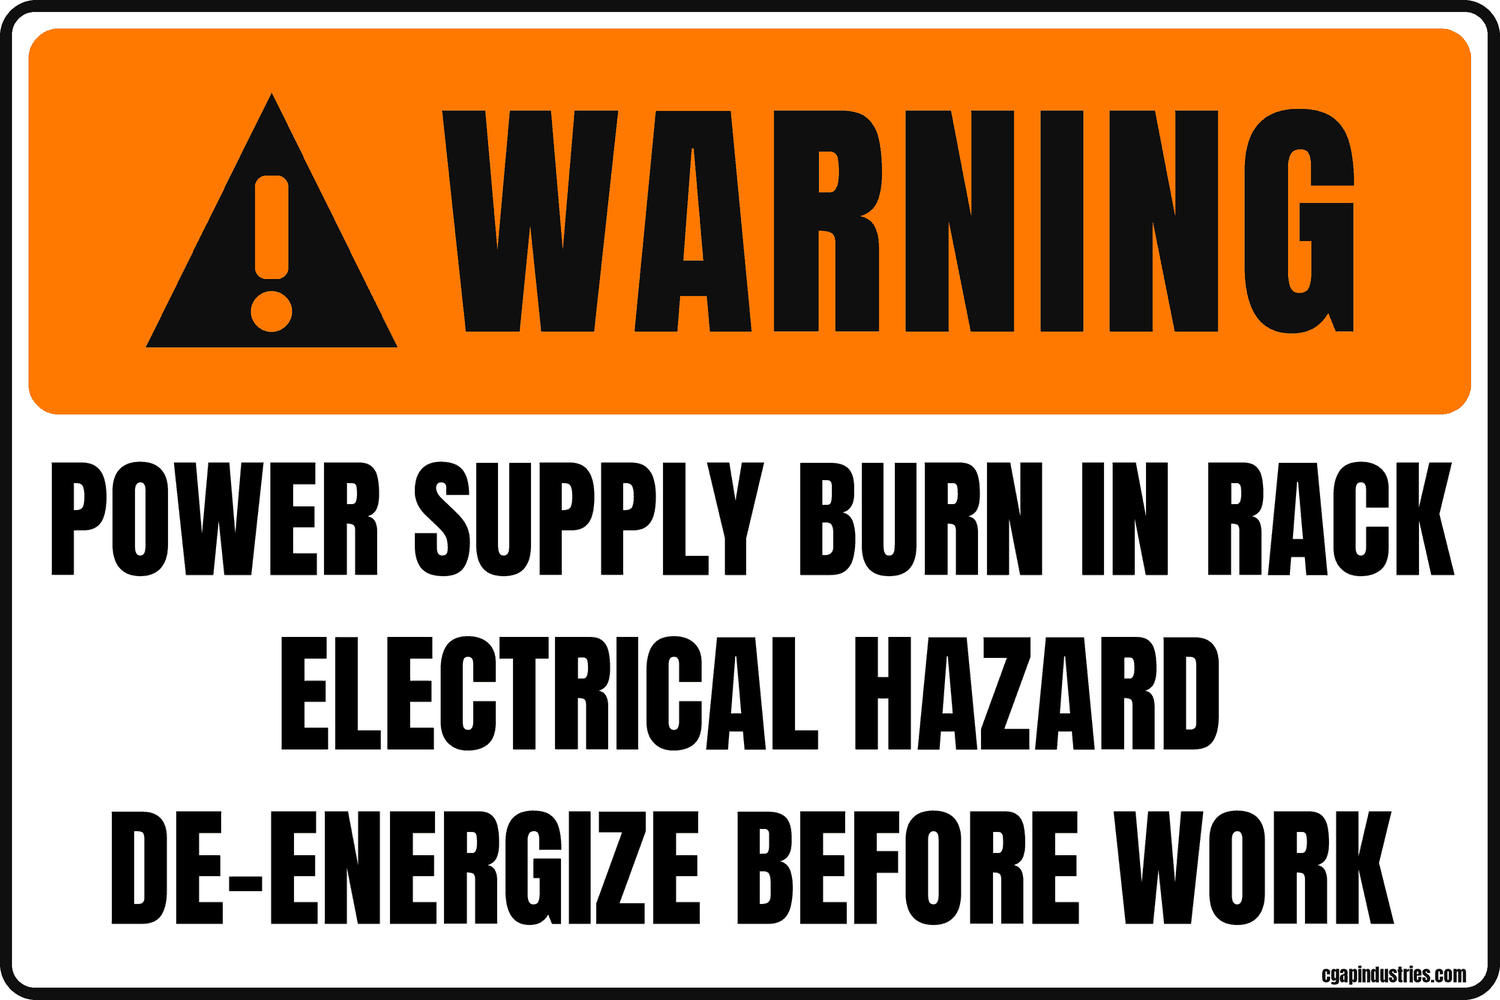 WARNING
POWER SUPPLY BURN IN RACK
ELECTRICAL HAZARD
DE-ENERGIZE BEFORE WORK
cgapindustries.com